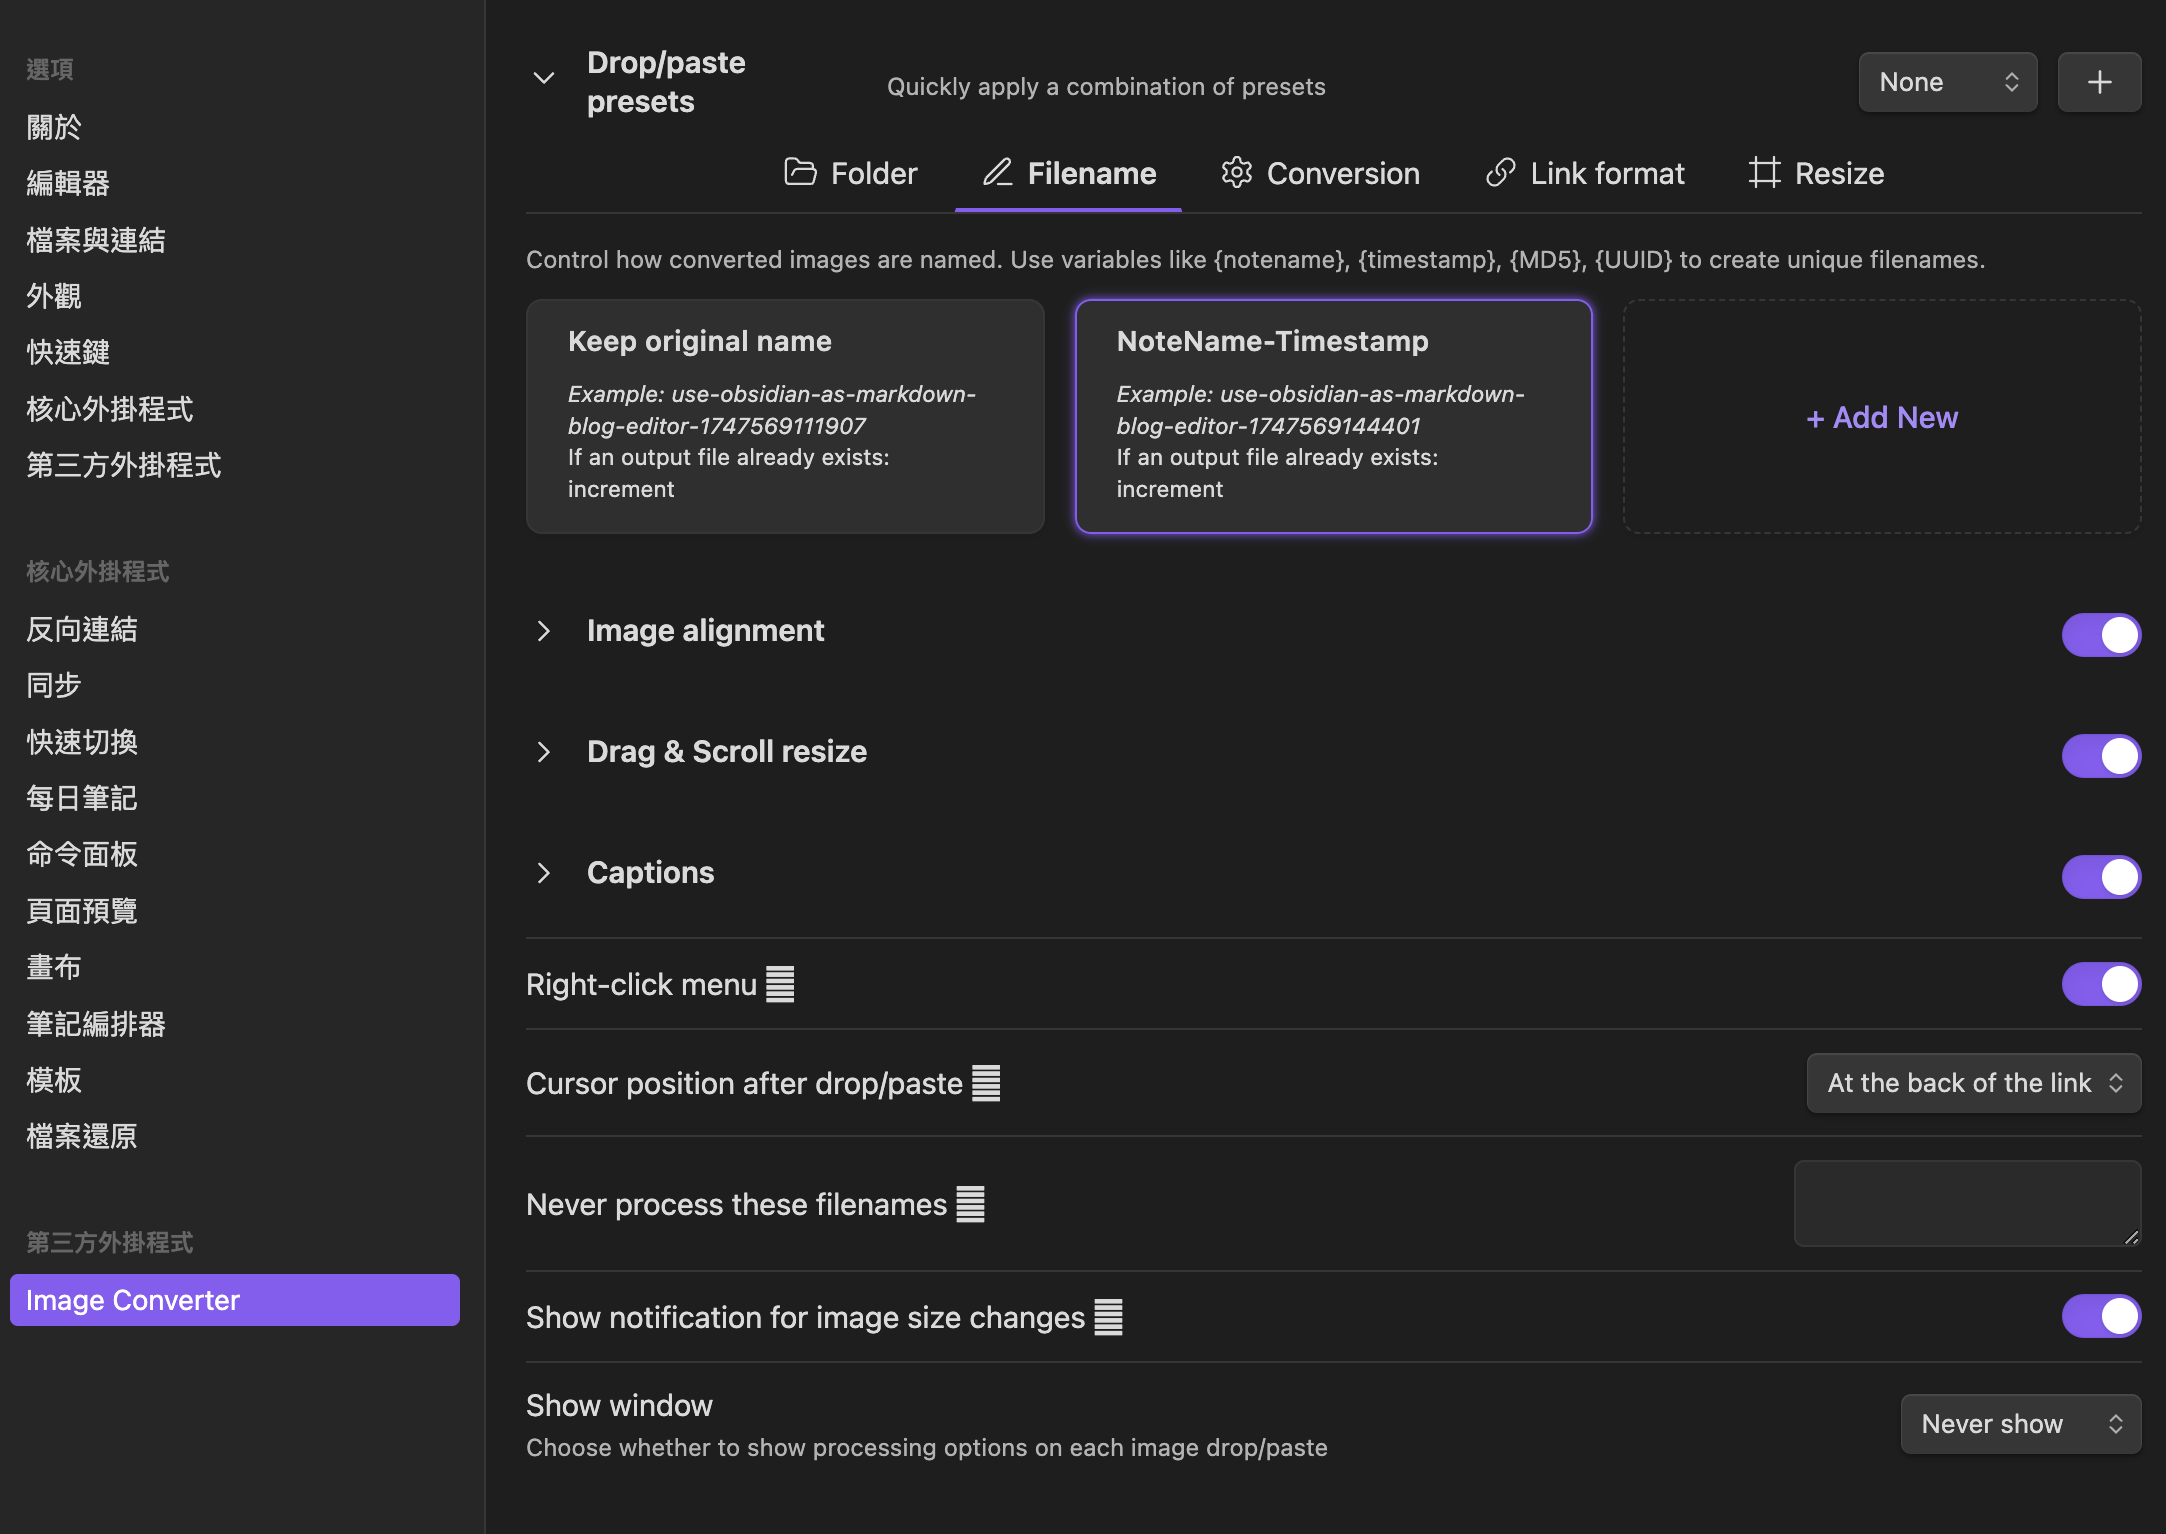 選項
關於
編輯器
檔案與連結
外觀
快速鍵
核心外掛程式
第三方外掛程式
核心外掛程式
反向連結
同步
快速切換
每日筆記
命令面板
頁面預覽
畫布
筆記編排器
模板
檔案還原
第三方外掛程式
Image Converter
Drop/paste
presets
Quickly apply a combination of presets
None
+
Folder
Filename
Conversion
Link format
Resize
Control how converted images are named. Use variables like {notename}, {timestamp}, {MD5}, {UUID} to create unique filenames.
Keep original name
Example: use-obsidian-as-markdown-
blog-editor-1747569111907
If an output file already exists:
increment
NoteName-Timestamp
Example: use-obsidian-as-markdown-
blog-editor-1747569144401
If an output file already exists:
increment
+ Add New
Image alignment
Drag & Scroll resize
Captions
Right-click menu
Cursor position after drop/paste
At the back of the link
Never process these filenames
Show notification for image size changes
Show window
Choose whether to show processing options on each image drop/paste
Never show